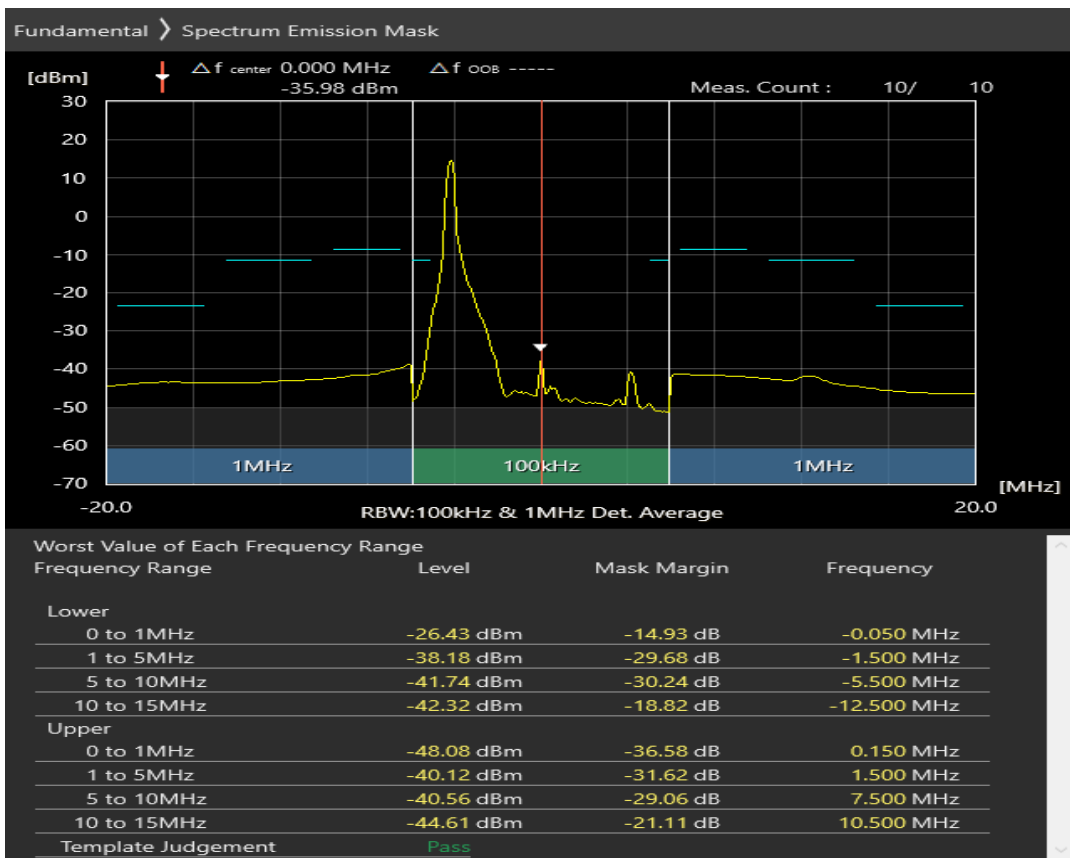 Fundamental 〉 Spectrum Emission Mask
△f center 0.000 MHz △f OOB -----
[dBm] -35.98 dBm Meas. Count : 10/ 10
30
20
10
0
-10
-20
-30
-40
-50
-60
1MHz 100kHz 1MHz
-70
[MHz]
-20.0 RBW:100kHz & 1MHz Det. Average 20.0
Worst Value of Each Frequency Range
Frequency Range Level Mask Margin Frequency
Lower
0 to 1MHz -26.43 dBm -14.93 dB -0.050 MHz
1 to 5MHz -38.18 dBm -29.68 dB -1.500 MHz
5 to 10MHz -41.74 dBm -30.24 dB -5.500 MHz
10 to 15MHz -42.32 dBm -18.82 dB -12.500 MHz
Upper
0 to 1MHz -48.08 dBm -36.58 dB 0.150 MHz
1 to 5MHz -40.12 dBm -31.62 dB 1.500 MHz
5 to 10MHz -40.56 dBm -29.06 dB 7.500 MHz
10 to 15MHz -44.61 dBm -21.11 dB 10.500 MHz
Template Judgement Pass